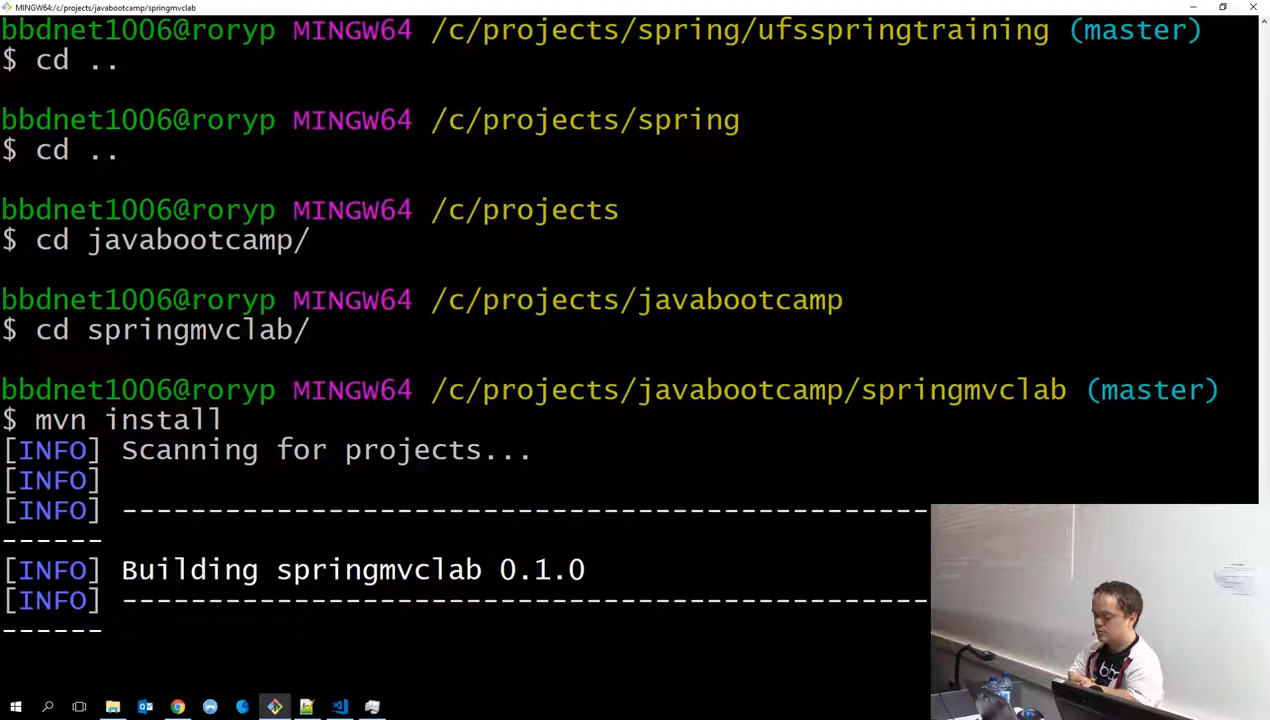 MINGW64:/c/projects/javabootcamp/springmvclab
bbdnet1006@roryp MINGW64 /c/projects/spring/ufsspringtraining (master)
$ cd ..
bbdnet1006@roryp MINGW64 /c/projects/spring
$ cd ..
bbdnet1006@roryp MINGW64 /c/projects
$ cd javabootcamp/
bbdnet1006@roryp MINGW64 /c/projects/javabootcamp
$ cd springmvclab/
bbdnet1006@roryp MINGW64 /c/projects/javabootcamp/springmvclab (master)
$ mvn install
[INFO] Scanning for projects...
[INFO]
[INFO] -----------------------------------------------
------
[INFO] Building springmvclab 0.1.0
[INFO] -----------------------------------------------
------